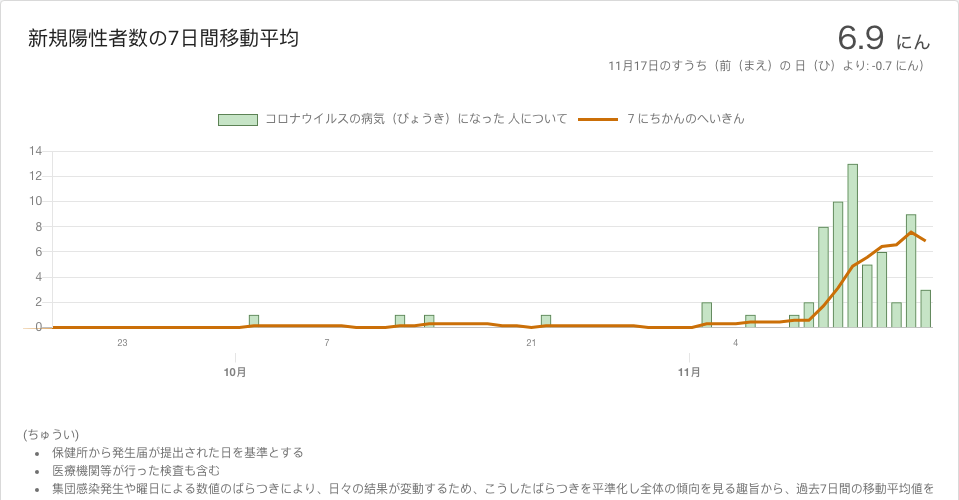 新規陽性者数の7日間移動平均
6.9 にん
11月17日のすうち（前（まえ）の 日（ひ）より: -0.7 にん）
コロナウイルスの病気（びょうき）になった 人について
7 にちかんのへいきん
14
12
10
8
6
4
2
0
23
7
21
4
10月
11月
(ちゅうい)
保健所から発生届が提出された日を基準とする
医療機関等が行った検査も含む
集団感染発生や曜日による数値のばらつきにより、日々の結果が変動するため、こうしたばらつきを平準化し全体の傾向を見る趣旨から、過去7日間の移動平均値を